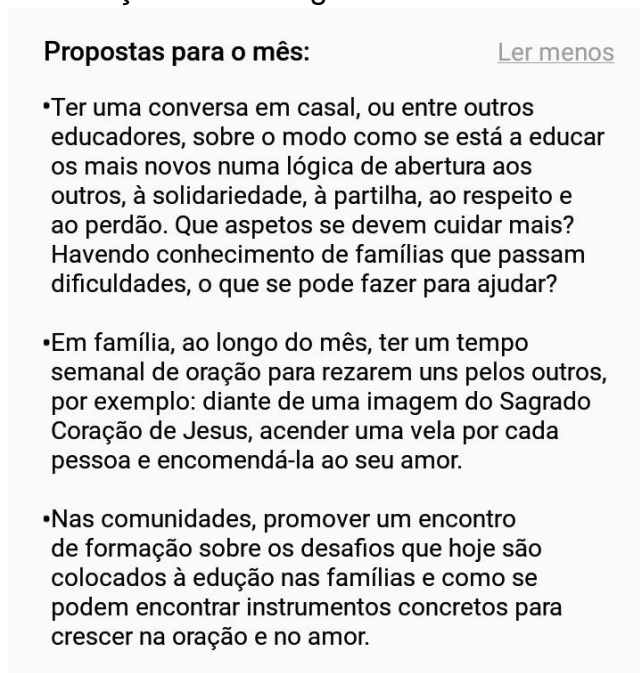 Propostas para o mês:
Ler menos
•Ter uma conversa em casal, ou entre outros
educadores, sobre o modo como se está a educar
os mais novos numa lógica de abertura aos
outros, à solidariedade, à partilha, ao respeito e
ao perdão. Que aspetos se devem cuidar mais?
Havendo conhecimento de famílias que passam
dificuldades, o que se pode fazer para ajudar?
•Em família, ao longo do mês, ter um tempo
semanal de oração para rezarem uns pelos outros,
por exemplo: diante de uma imagem do Sagrado
Coração de Jesus, acender uma vela por cada
pessoa e encomendá-la ao seu amor.
•Nas comunidades, promover um encontro
de formação sobre os desafios que hoje são
colocados à edução nas famílias e como se
podem encontrar instrumentos concretos para
crescer na oração e no amor.